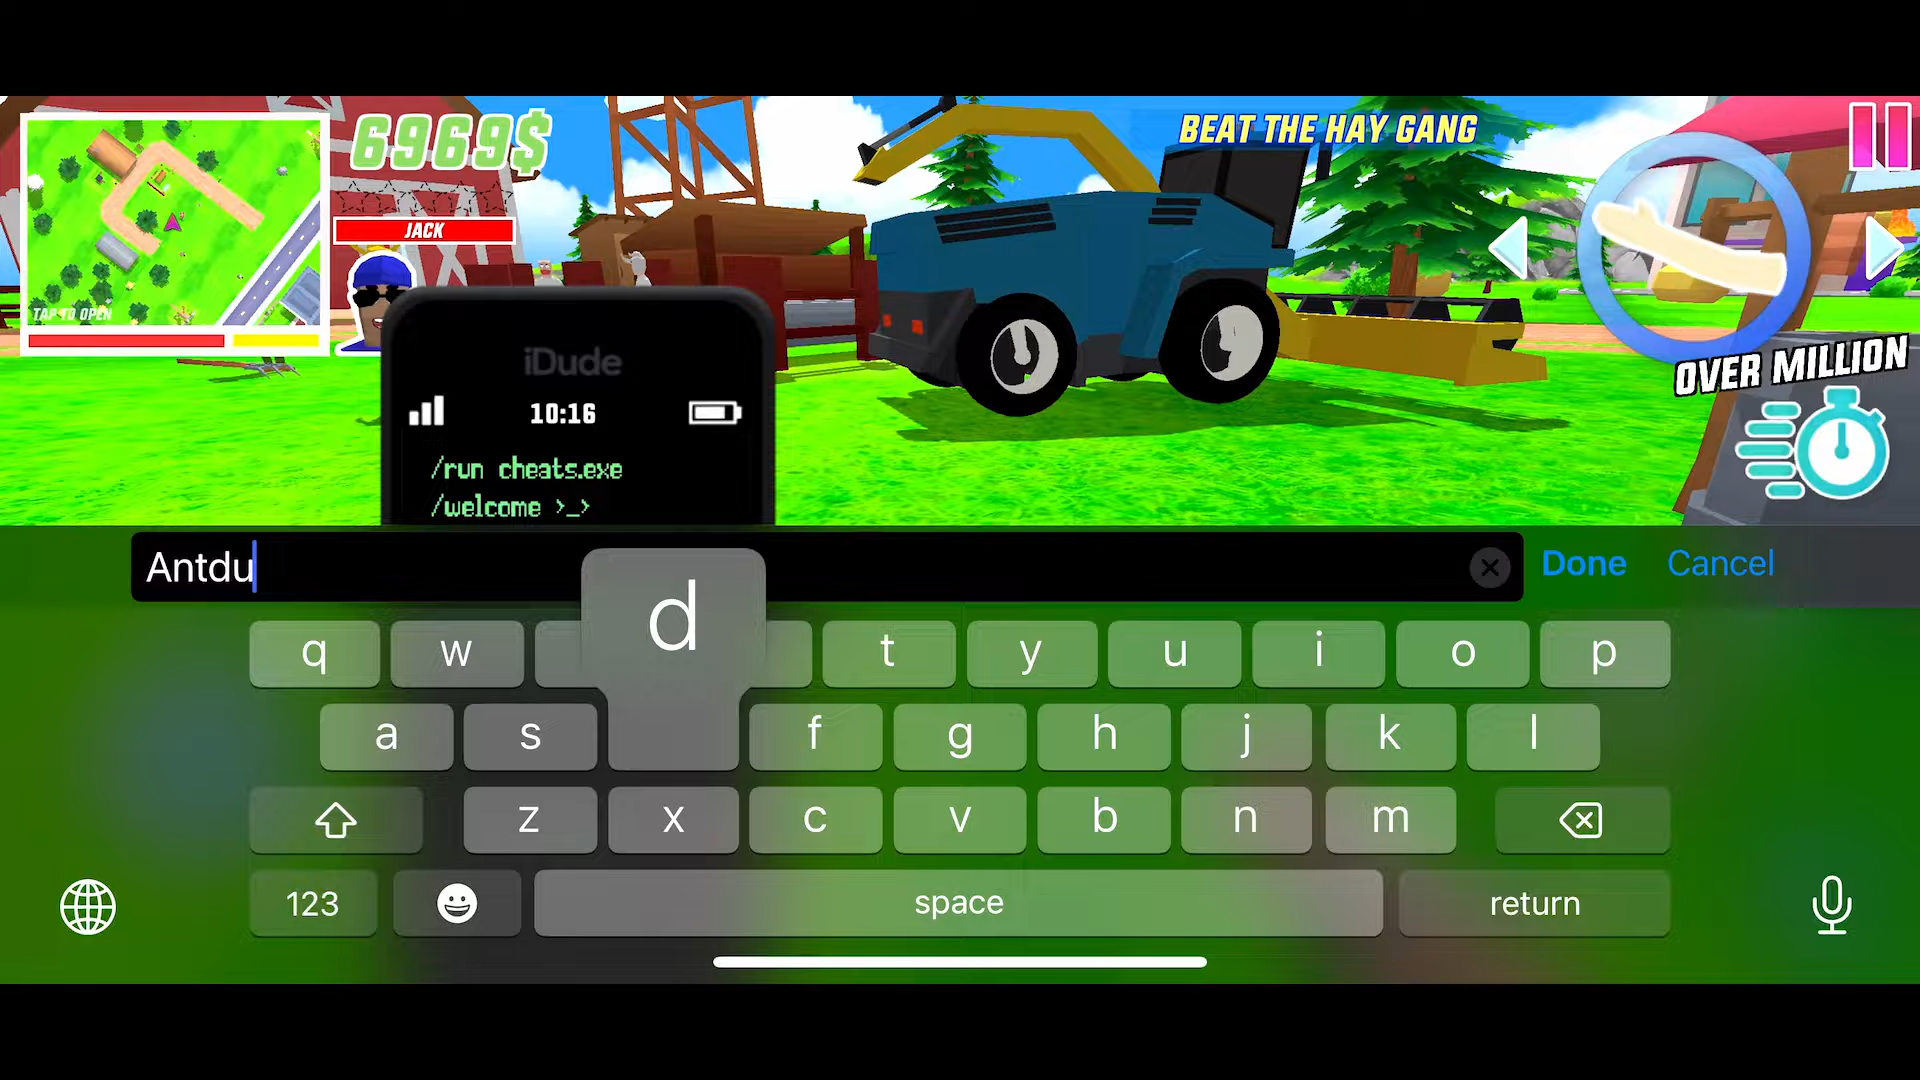 6969$
BEAT THE HAY GANG
JACK
TAP TO OPEN
OVER MILLION
iDude
10:16
/run cheats.exe
/welcome >_>
Antdu
Done
Cancel
d
q w t y u i o p
a s f g h j k l
z x c v b n m
123 space return